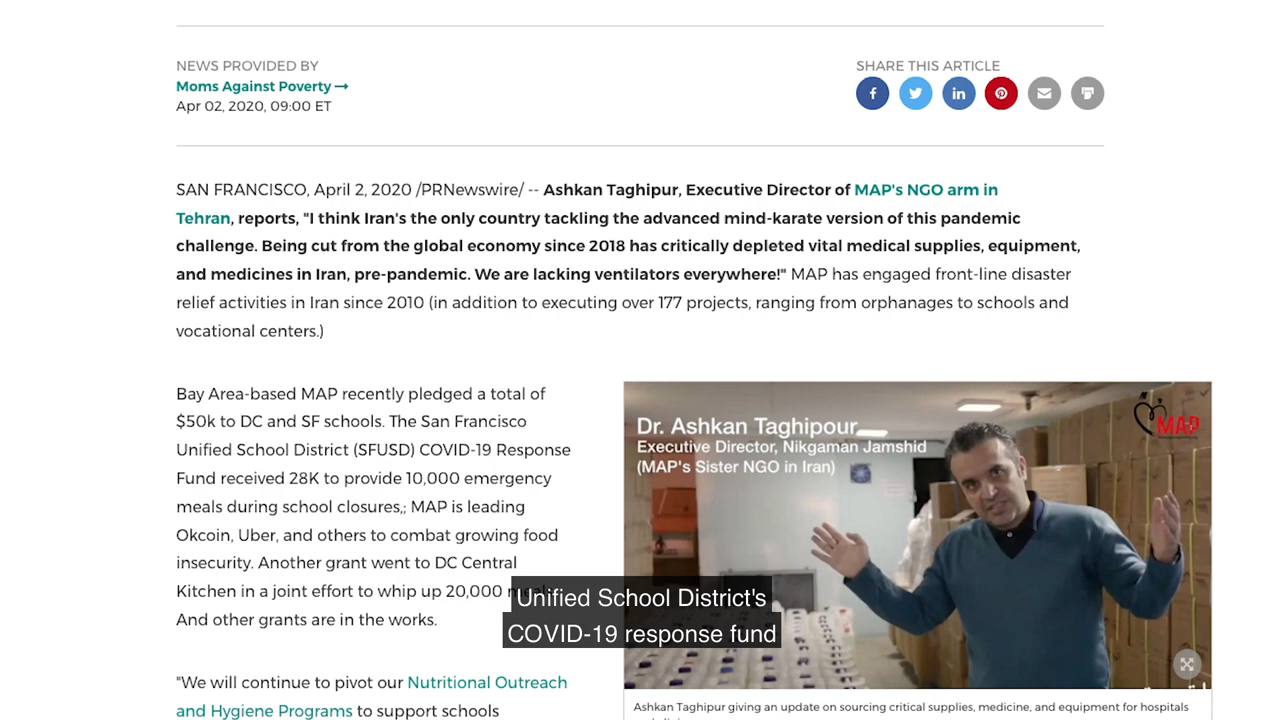 NEWS PROVIDED BY
Moms Against Poverty →
Apr 02, 2020, 09:00 ET
SHARE THIS ARTICLE
SAN FRANCISCO, April 2, 2020 /PRNewswire/ -- Ashkan Taghipur, Executive Director of MAP's NGO arm in
Tehran, reports, "I think Iran's the only country tackling the advanced mind-karate version of this pandemic
challenge. Being cut from the global economy since 2018 has critically depleted vital medical supplies, equipment,
and medicines in Iran, pre-pandemic. We are lacking ventilators everywhere!" MAP has engaged front-line disaster
relief activities in Iran since 2010 (in addition to executing over 177 projects, ranging from orphanages to schools and
vocational centers.)
Bay Area-based MAP recently pledged a total of
$50k to DC and SF schools. The San Francisco
Unified School District (SFUSD) COVID-19 Response
Fund received 28K to provide 10,000 emergency
meals during school closures,; MAP is leading
Okcoin, Uber, and others to combat growing food
insecurity. Another grant went to DC Central
Kitchen in a joint effort to whip up 20,000
And other grants are in the works.
"We will continue to pivot our Nutritional Outreach
and Hygiene Programs to support schools
Dr. Ashkan Taghipour
Executive Director, Nikgaman Jamshid
(MAP's Sister NGO in Iran)
MAP
Ashkan Taghipur giving an update on sourcing critical supplies, medicine, and equipment for hospitals
Unified School District's
COVID-19 response fund